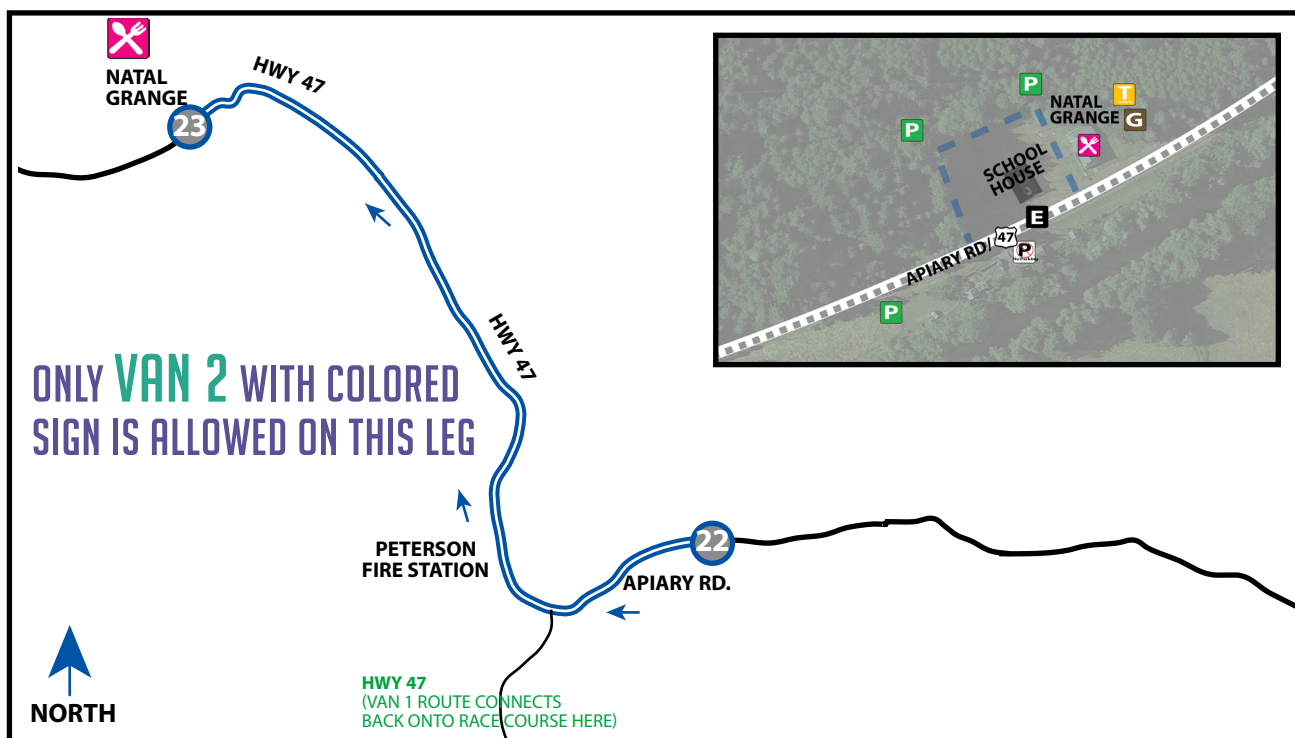 NATAL
GRANGE
23
HWY 47
HWY 47
ONLY VAN 2 WITH COLORED
SIGN IS ALLOWED ON THIS LEG
PETERSON
FIRE STATION
22
APIARY RD.
HWY 47
(VAN 1 ROUTE CONNECTS
BACK ONTO RACE COURSE HERE)
NORTH
P
P
T
NATAL
GRANGE
G
SCHOOL
HOUSE
E
APIARY RD/
47
P
No Parking
P